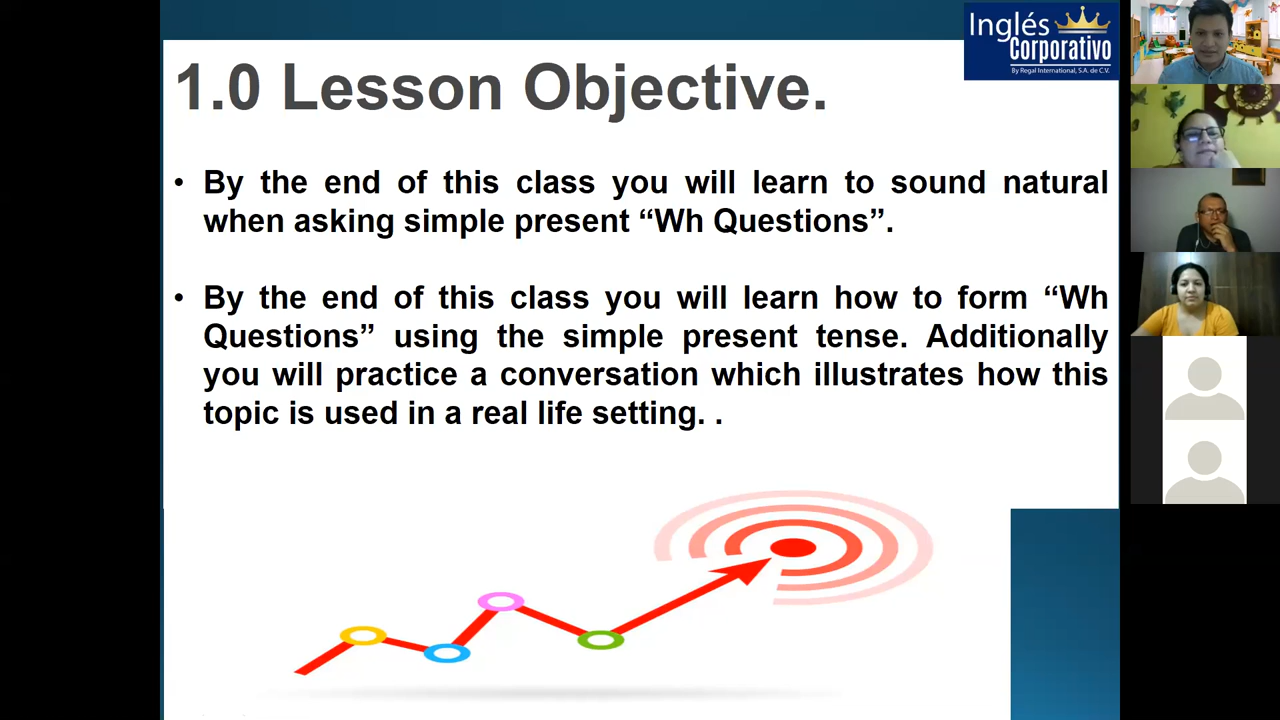 Inglés
Corporativo
By Regal International, S.A. de C.V.
1.0 Lesson Objective.
• By the end of this class you will learn to sound natural
when asking simple present “Wh Questions”.
• By the end of this class you will learn how to form “Wh
Questions” using the simple present tense. Additionally
you will practice a conversation which illustrates how this
topic is used in a real life setting. .